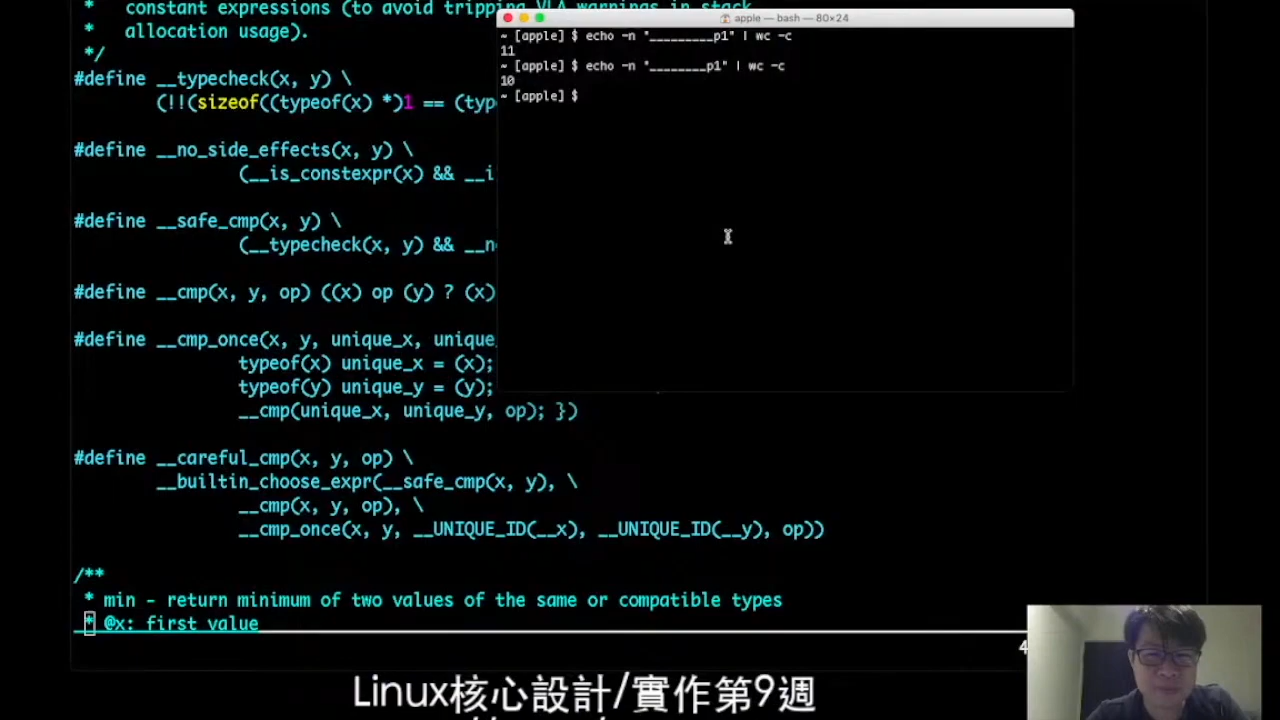 *   constant expressions (to avoid tripping VLA warnings in stack
*   allocation usage).
*/
#define __typecheck(x, y) \
(!!(sizeof((typeof(x) *)1 == (typ
#define __no_side_effects(x, y) \
(__is_constexpr(x) && __i
#define __safe_cmp(x, y) \
(__typecheck(x, y) && __n
#define __cmp(x, y, op) ((x) op (y) ? (x)
#define __cmp_once(x, y, unique_x, unique_
typeof(x) unique_x = (x);
typeof(y) unique_y = (y);
__cmp(unique_x, unique_y, op); })
#define __careful_cmp(x, y, op) \
__builtin_choose_expr(__safe_cmp(x, y), \
__cmp(x, y, op), \
__cmp_once(x, y, __UNIQUE_ID(__x), __UNIQUE_ID(__y), op))
/**
* min - return minimum of two values of the same or compatible types
* @x: first value
4
apple — bash — 80×24
~ [apple] $ echo -n "_________p1" | wc -c
11
~ [apple] $ echo -n "________p1" | wc -c
10
~ [apple] $
Linux核心設計/實作第9週